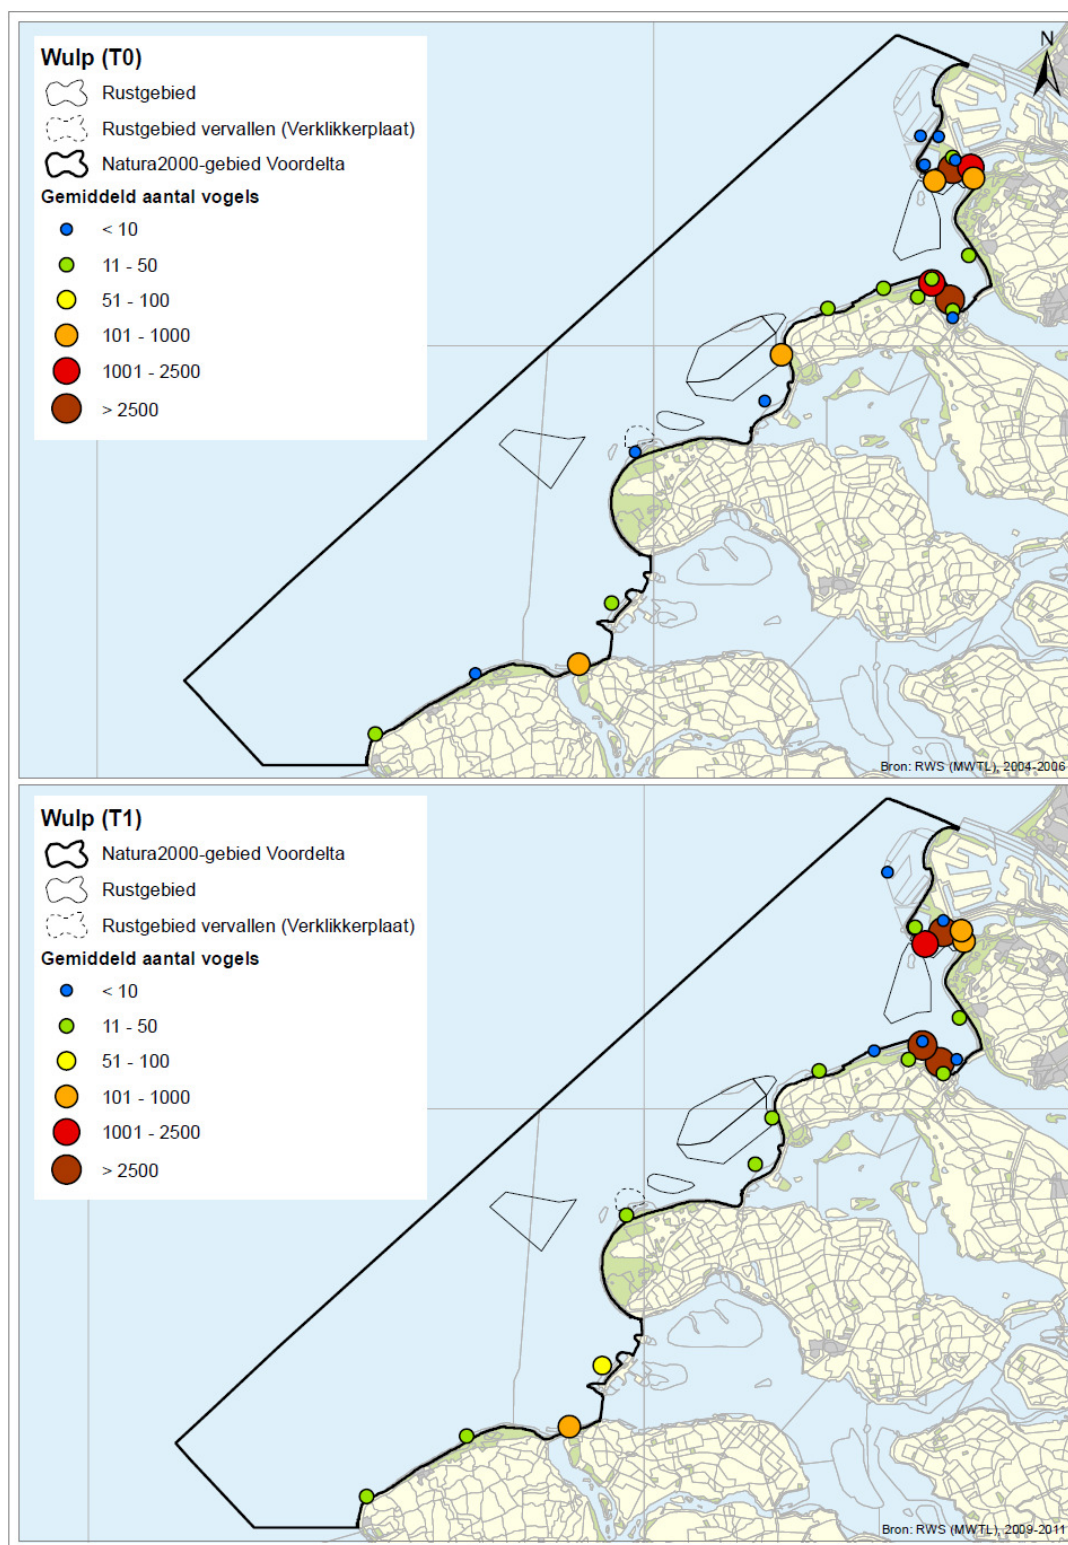 Wulp (T0)
N
Rustgebied
Rustgebied vervallen (Verklikkerplaat)
Natura2000-gebied Voordelta
Gemiddeld aantal vogels
< 10
11 - 50
51 - 100
101 - 1000
1001 - 2500
> 2500
Bron: RWS (MWTL), 2004-2006
Wulp (T1)
Natura2000-gebied Voordelta
Rustgebied
Rustgebied vervallen (Verklikkerplaat)
Gemiddeld aantal vogels
< 10
11 - 50
51 - 100
101 - 1000
1001 - 2500
> 2500
Bron: RWS (MWTL), 2009-2011